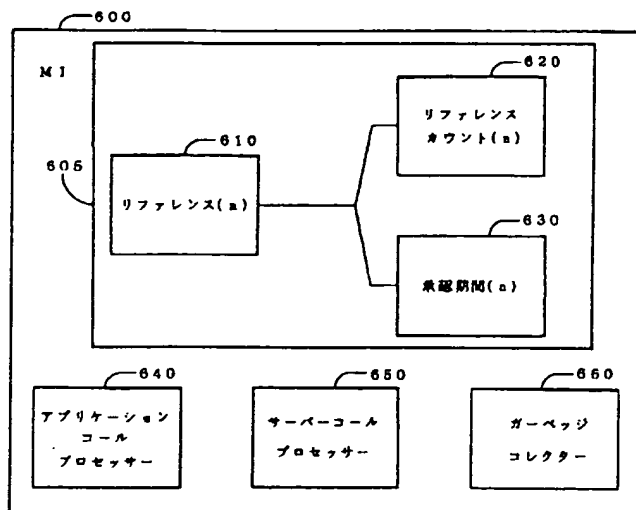 600
MI
620
リファレンス
カウント(n)
610
605
リファレンス(n)
630
承認期間(n)
640
650
660
アプリケーション
コール
プロセッサー
サーバーコール
プロセッサー
ガーベッジ
コレクター